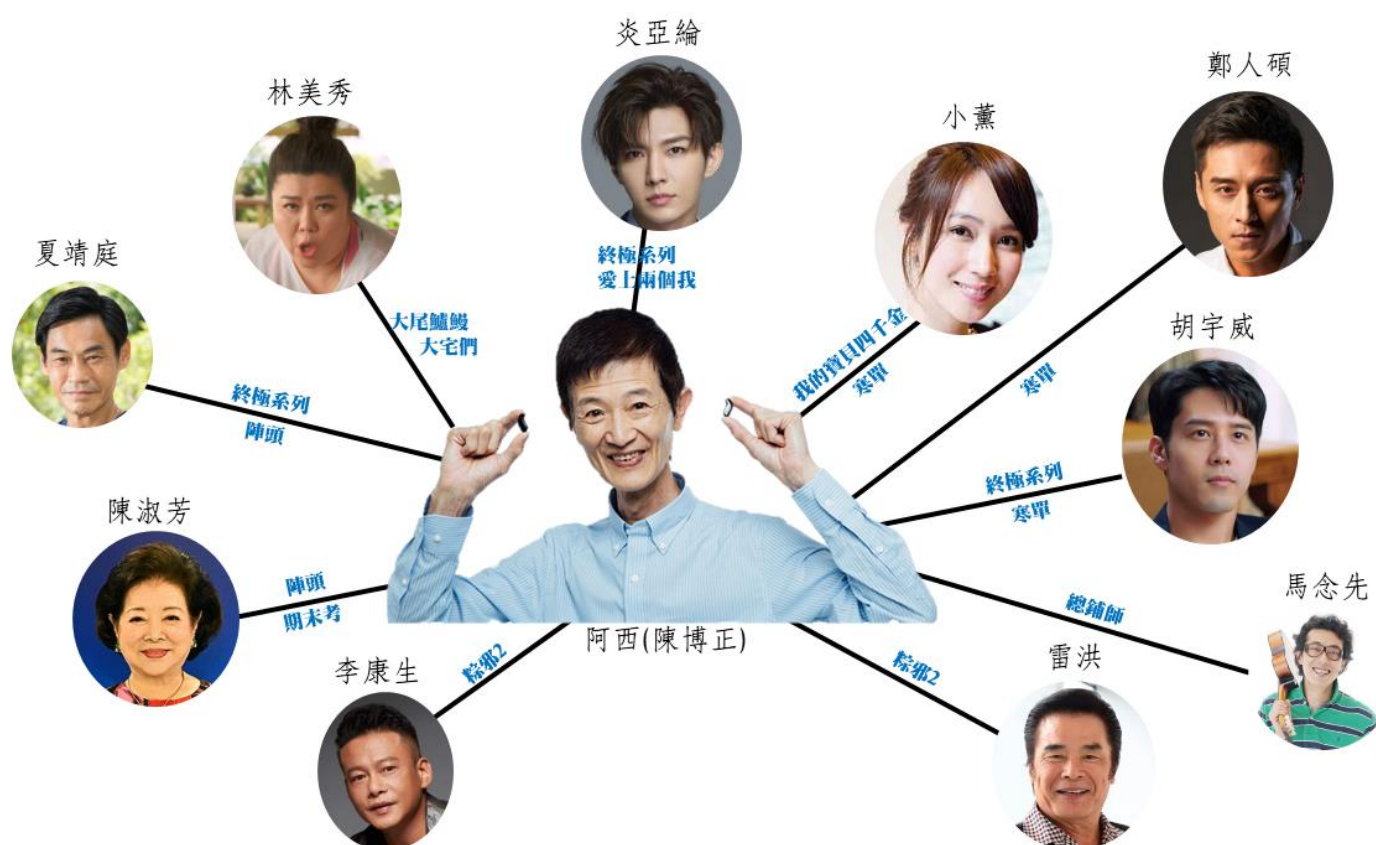 炎亞綸
林美秀
鄭人碩
小薰
夏靖庭
終極系列
愛上兩個我
大尾鱸鰻
大宅們
我的寶貝四千金
寒單
寒單
胡宇威
終極系列
陣頭
終極系列
寒單
陳淑芳
陣頭
期末考
總鋪師
馬念先
阿西(陳博正)
李康生
粽邪2
粽邪2
雷洪